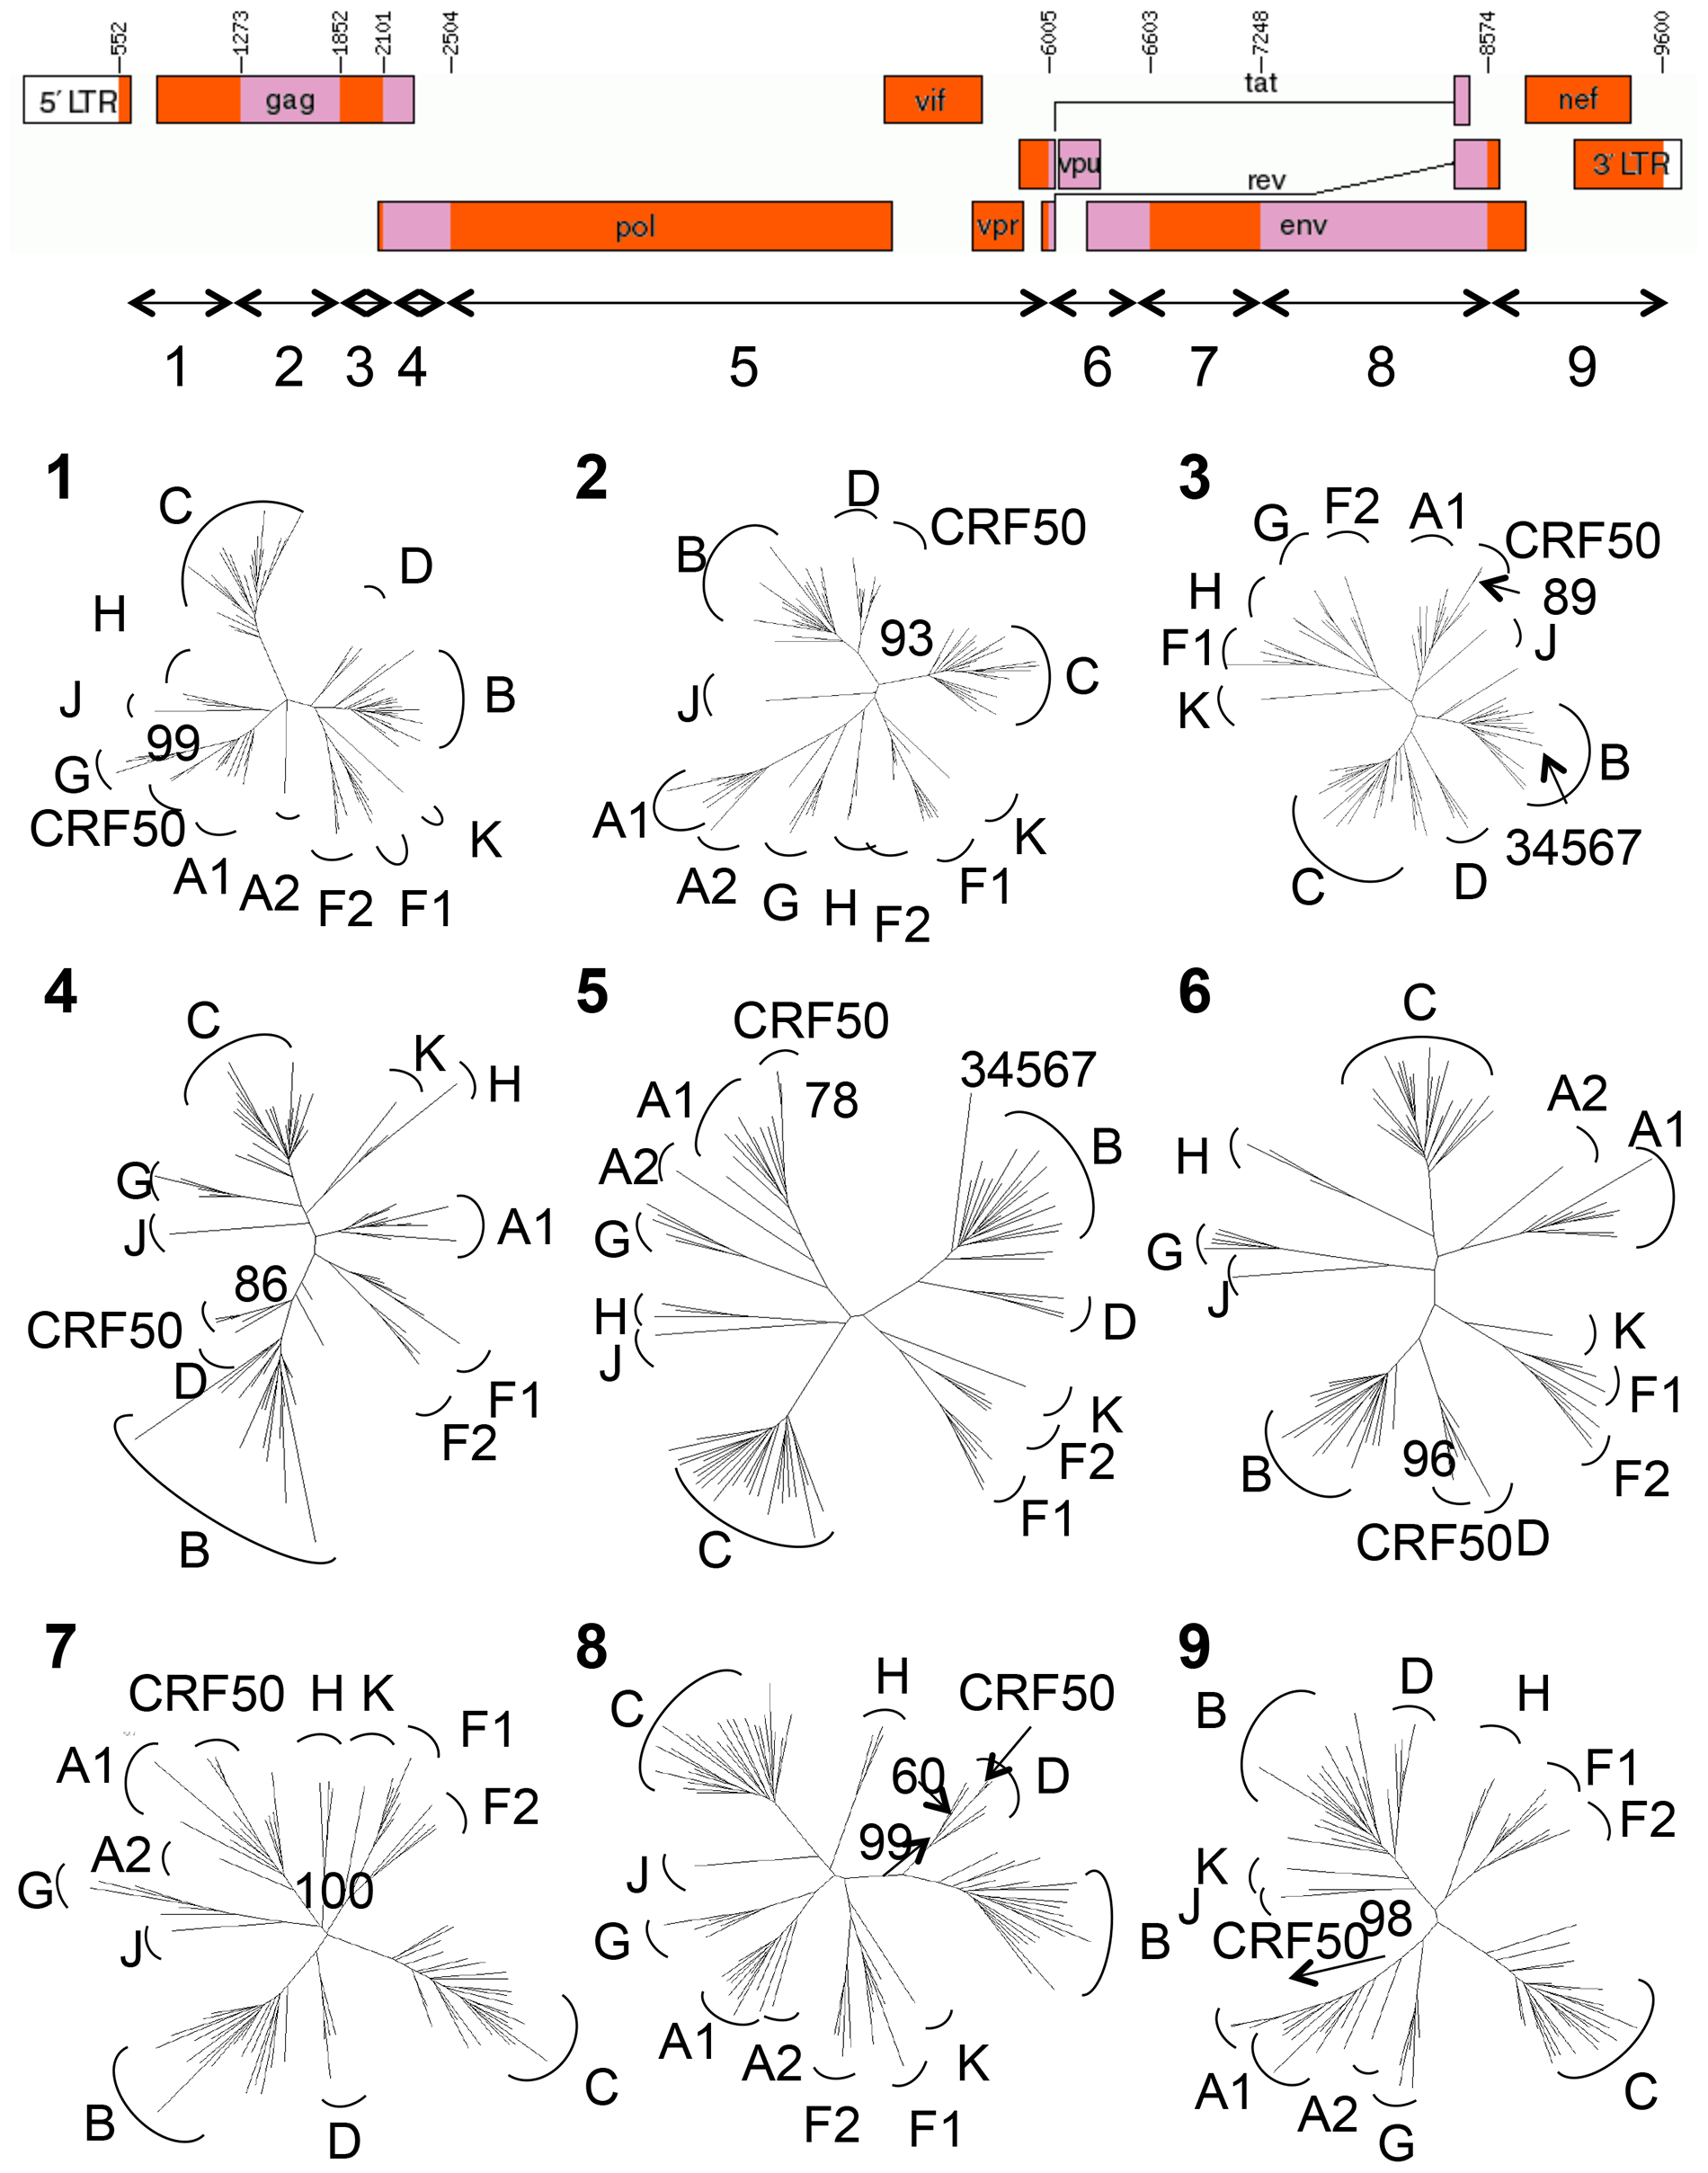 552
1273
1852
2101
2504
6005
6603
7248
8574
9600
5´ LTR
gag
vif
tat
nef
vpu
rev
3´ LTR
pol
vpr
env
1 2 3 4 5 6 7 8 9
1
C
D
H
B
J
99
G
CRF50
A1
A2
F2
F1
K
2
D
CRF50
B
93
C
J
A1
K
A2
G
H
F2
F1
3
G
F2
A1
CRF50
H
89
F1
J
K
B
34567
C
D
4
C
K
H
G
A1
J
86
CRF50
D
F1
F2
B
5
CRF50
34567
A1
78
B
A2
G
H
D
J
K
F2
F1
C
6
C
A2
A1
H
G
J
K
F1
96
B
F2
CRF50
D
7
CRF50
H
K
F1
A1
F2
A2
G
100
J
B
C
D
8
H
CRF50
C
60
D
99
J
G
B
A1
A2
K
F2
F1
9
D
H
B
F1
F2
K
J
98
CRF50
A1
A2
C
G